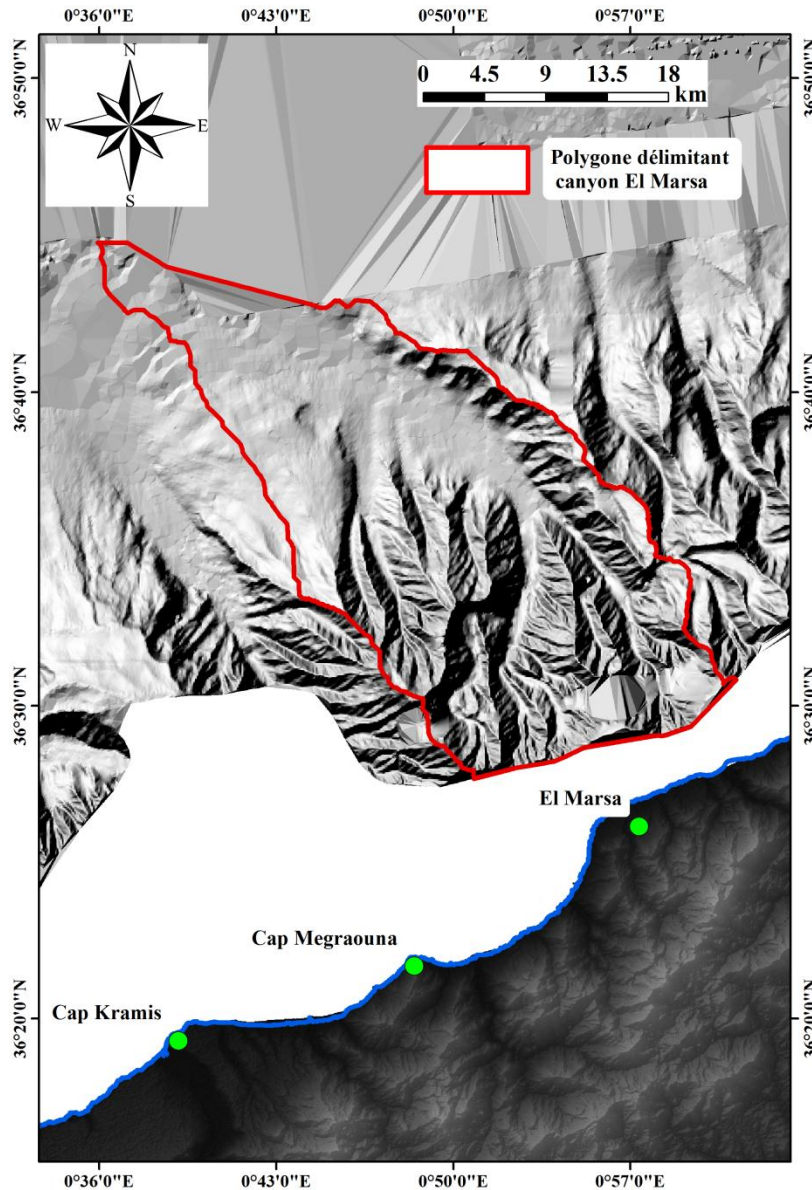 0°36'0"E
0°43'0"E
0°50'0"E
0°57'0"E
36°50'0"N
36°50'0"N
N
W
E
S
0
4.5
9
13.5
18
km
Polygone délimitant
canyon El Marsa
36°40'0"N
36°40'0"N
36°30'0"N
36°30'0"N
El Marsa
Cap Megraouna
Cap Kramis
36°20'0"N
36°20'0"N
0°36'0"E
0°43'0"E
0°50'0"E
0°57'0"E